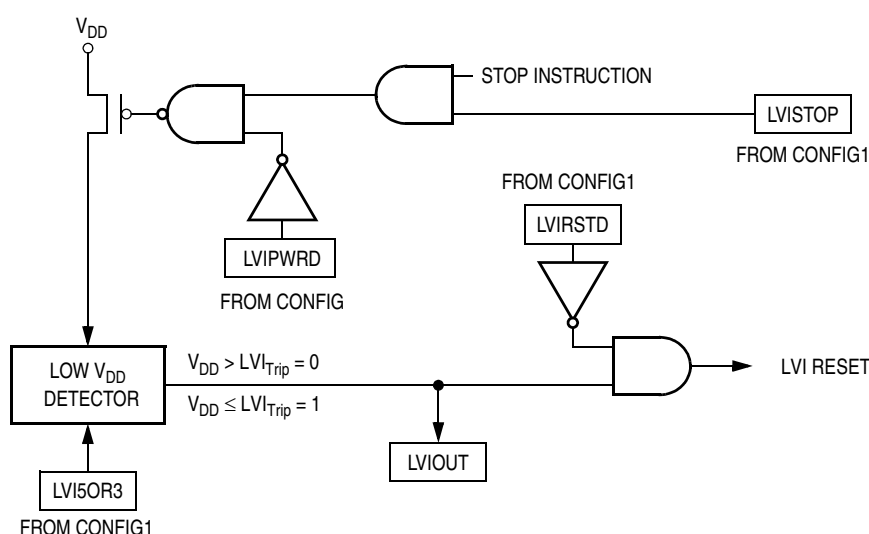 VDD
STOP INSTRUCTION
LVISTOP
FROM CONFIG1
FROM CONFIG1
LVIRSTD
LVIPWRD
FROM CONFIG
LOW VDD
DETECTOR
VDD > LVITrip = 0
VDD ≤ LVITrip = 1
LVI RESET
LVIOUT
LVI5OR3
FROM CONFIG1